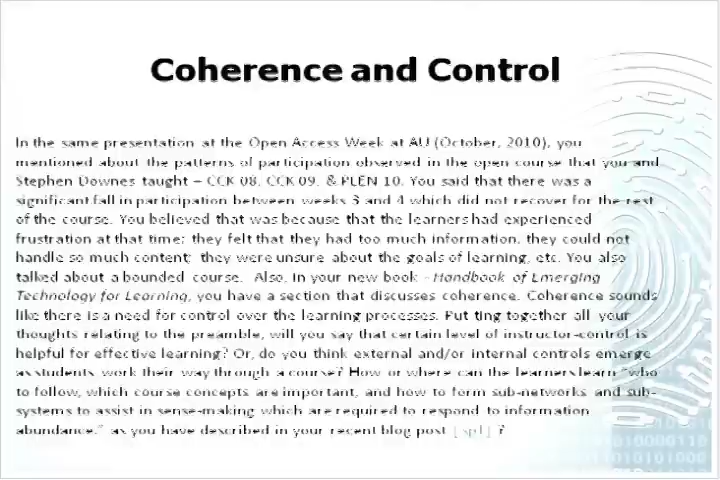 Coherence and Control
In the same presentation at the Open Access Week at AU (October, 2010), you
mentioned about the patterns of participation observed in the open course that you and
Stephen Downes taught – CCK 08, CCK 09, & PLEN 10. You said that there was a
significant fall in participation between weeks 3 and 4 which did not recover for the rest
of the course. You believed that was because that the learners had experienced
frustration at that time; they felt that they had too much information, they could not
handle so much content; they were unsure about the goals of learning, etc. You also
talked about a bounded course. Also, in your new book - Handbook of Emerging
Technology for Learning, you have a section that discusses coherence. Coherence sounds
like there is a need for control over the learning processes. Putting together all your
thoughts relating to the preamble, will you say that certain level of instructor-control is
helpful for effective learning? Or, do you think external and/or internal controls emerge
as students work their way through a course? How or where can the learners learn "who
to follow, which course concepts are important, and how to form sub-networks and sub-
systems to assist in sense-making which are required to respond to information
abundance." as you have described in your recent blog post [sp1] ?
010000110
010101000